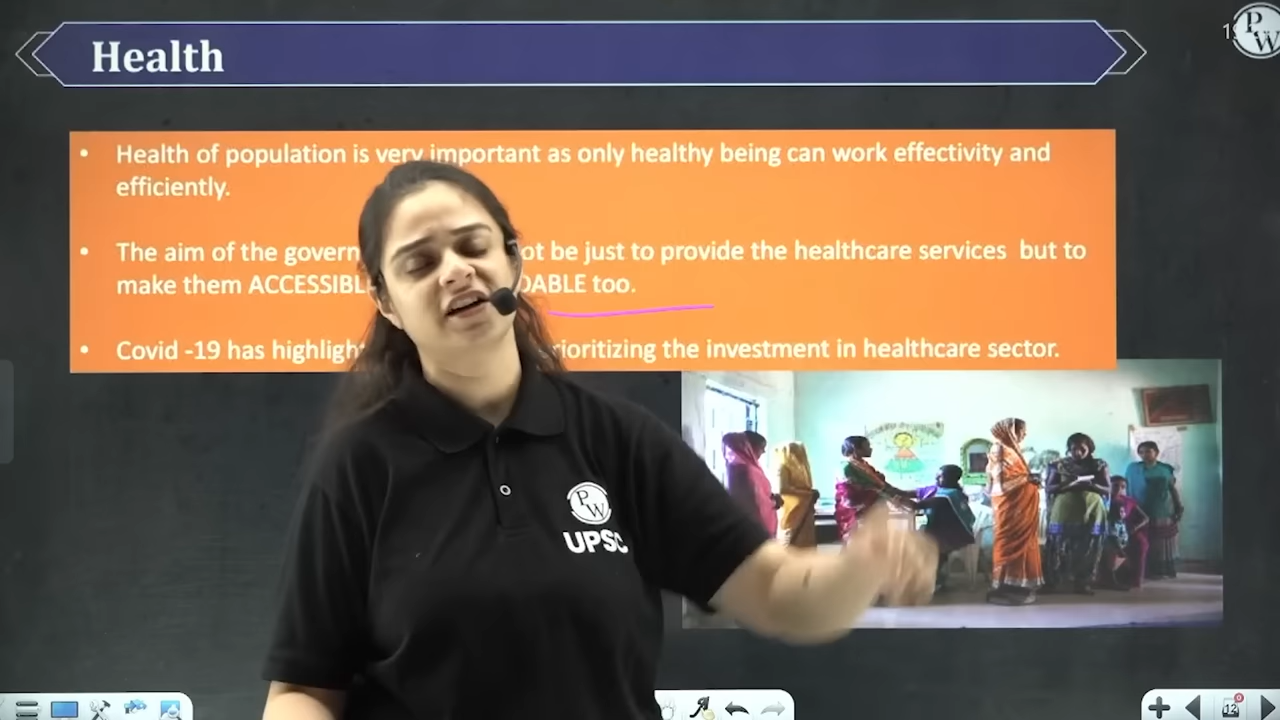 Health
P
W
• Health of population is very important as only healthy being can work effectivity and
efficiently.
• The aim of the govern ot be just to provide the healthcare services but to
make them ACCESSIBL DABLE too.
• Covid -19 has highligh rioritizing the investment in healthcare sector.
P
W
UPSC
12